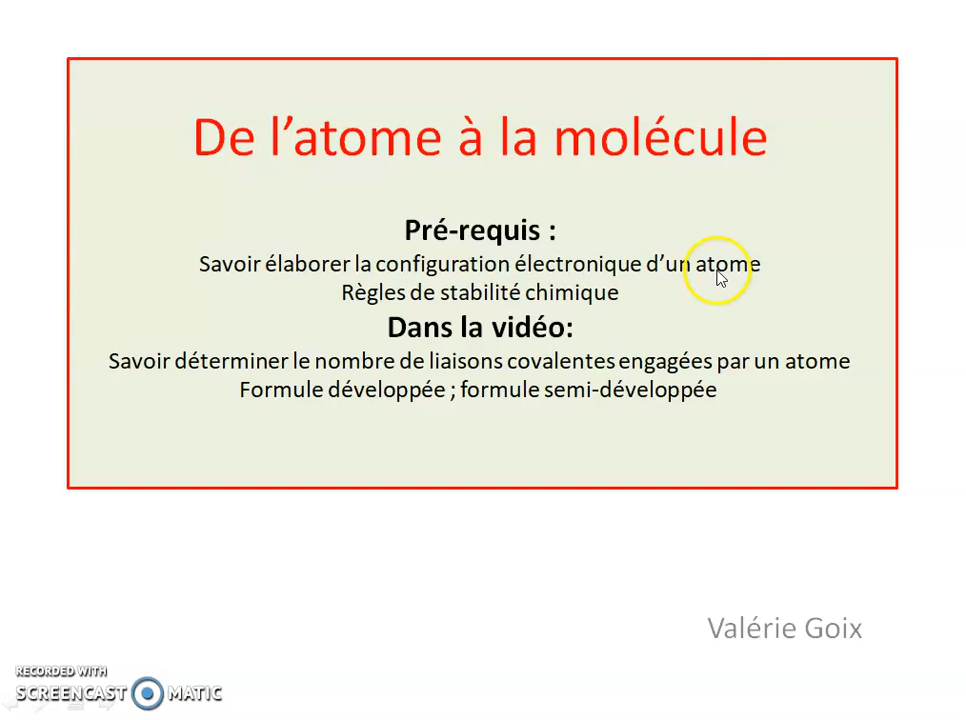 De l’atome à la molécule
Pré-requis :
Savoir élaborer la configuration électronique d’un atome
Règles de stabilité chimique
Dans la vidéo:
Savoir déterminer le nombre de liaisons covalentes engagées par un atome
Formule développée ; formule semi-développée
Valérie Goix
RECORDED WITH
SCREENCAST MATIC